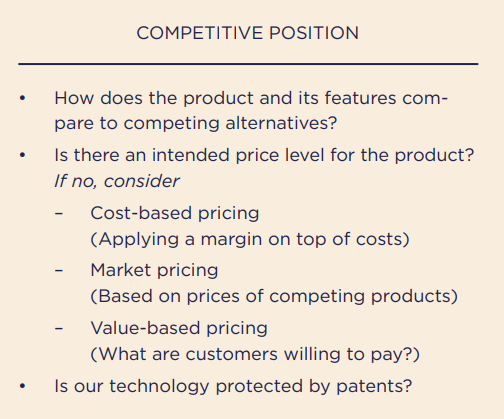 COMPETITIVE POSITION
• How does the product and its features com-
pare to competing alternatives?
• Is there an intended price level for the product?
If no, consider
– Cost-based pricing
(Applying a margin on top of costs)
– Market pricing
(Based on prices of competing products)
– Value-based pricing
(What are customers willing to pay?)
• Is our technology protected by patents?